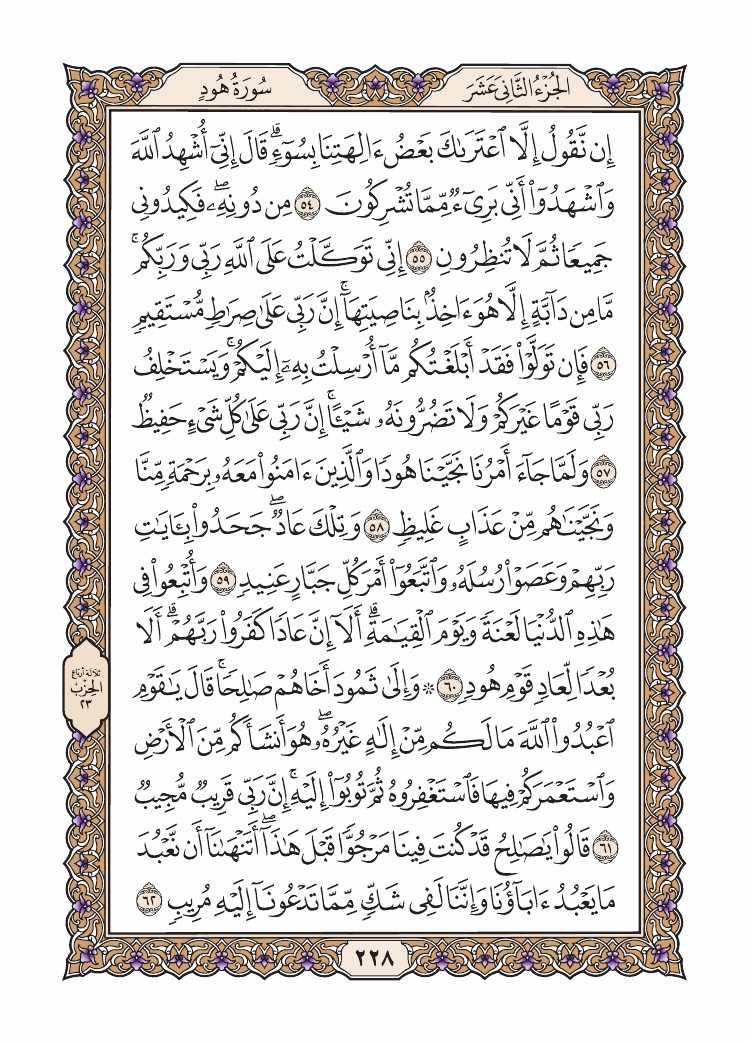 الجُزْءُ الثَّانِيَ عَشَرَ
سُورَةُ هُودٍ
إِن نَّقُولُ إِلَّا ٱعْتَرَىٰكَ بَعْضُ ءَالِهَتِنَا بِسُوٓءٖۗ قَالَ إِنِّيٓ أُشْهِدُ ٱللَّهَ
وَٱشْهَدُوٓاْ أَنِّي بَرِيٓءٞ مِّمَّا تُشْرِكُونَ ٥٤ مِن دُونِهِۦۖ فَكِيدُونِي
جَمِيعٗا ثُمَّ لَا تُنظِرُونِ ٥٥ إِنِّي تَوَكَّلْتُ عَلَى ٱللَّهِ رَبِّي وَرَبِّكُمۚ
مَّا مِن دَآبَّةٍ إِلَّا هُوَ ءَاخِذُۢ بِنَاصِيَتِهَآۚ إِنَّ رَبِّي عَلَىٰ صِرَٰطٖ مُّسْتَقِيمٖ
٥٦ فَإِن تَوَلَّوْاْ فَقَدْ أَبْلَغْتُكُم مَّآ أُرْسِلْتُ بِهِۦٓ إِلَيْكُمْۚ وَيَسْتَخْلِفُ
رَبِّي قَوْمًا غَيْرَكُمْ وَلَا تَضُرُّونَهُۥ شَيْـًٔاۚ إِنَّ رَبِّي عَلَىٰ كُلِّ شَيْءٍ حَفِيظٞ
٥٧ وَلَمَّا جَآءَ أَمْرُنَا نَجَّيْنَا هُودٗا وَٱلَّذِينَ ءَامَنُواْ مَعَهُۥ بِرَحْمَةٖ مِّنَّا
وَنَجَّيْنَٰهُم مِّنْ عَذَابٍ غَلِيظٖ ٥٨ وَتِلْكَ عَادٞۖ جَحَدُواْ بِـَٔايَٰتِ
رَبِّهِمْ وَعَصَوْاْ رُسُلَهُۥ وَٱتَّبَعُوٓاْ أَمْرَ كُلِّ جَبَّارٍ عَنِيدٖ ٥٩ وَأُتْبِعُواْ فِي
هَٰذِهِ ٱلدُّنْيَا لَعْنَةٗ وَيَوْمَ ٱلْقِيَٰمَةِۗ أَلَآ إِنَّ عَادٗا كَفَرُواْ رَبَّهُمْۗ أَلَا
بُعْدٗا لِّعَادٖ قَوْمِ هُودٖ ٦٠ ۞ وَإِلَىٰ ثَمُودَ أَخَاهُمْ صَٰلِحٗاۚ قَالَ يَٰقَوْمِ
ٱعْبُدُواْ ٱللَّهَ مَا لَكُم مِّنْ إِلَٰهٍ غَيْرُهُۥۖ هُوَ أَنشَأَكُم مِّنَ ٱلْأَرْضِ
وَٱسْتَعْمَرَكُمْ فِيهَا فَٱسْتَغْفِرُوهُ ثُمَّ تُوبُوٓاْ إِلَيْهِۚ إِنَّ رَبِّي قَرِيبٞ مُّجِيبٞ
٦١ قَالُواْ يَٰصَٰلِحُ قَدْ كُنتَ فِينَا مَرْجُوّٗا قَبْلَ هَٰذَآۖ أَتَنْهَىٰنَآ أَن نَّعْبُدَ
مَا يَعْبُدُ ءَابَآؤُنَا وَإِنَّنَا لَفِي شَكّٖ مِّمَّا تَدْعُونَآ إِلَيْهِ مُرِيبٖ ٦٢
ثلاثة أرباع
الحِزْب
٢٣
٢٢٨